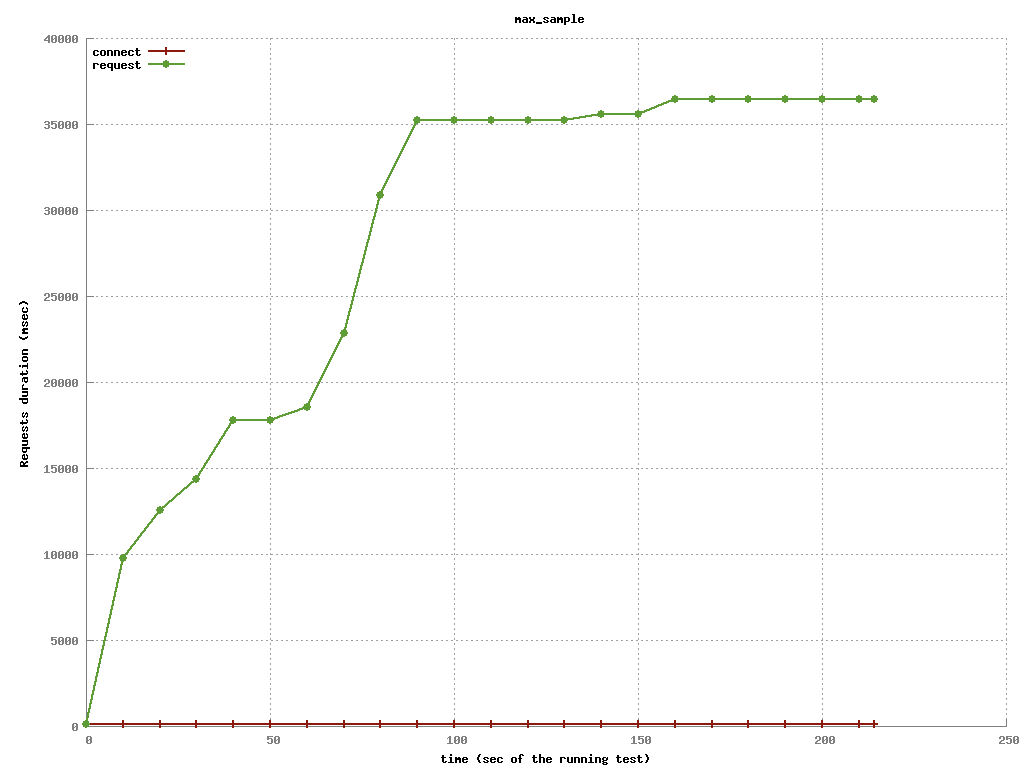 max_sample
connect
request
40000
35000
30000
25000
20000
15000
10000
5000
0
Requests duration (msec)
0 50 100 150 200 250
time (sec of the running test)